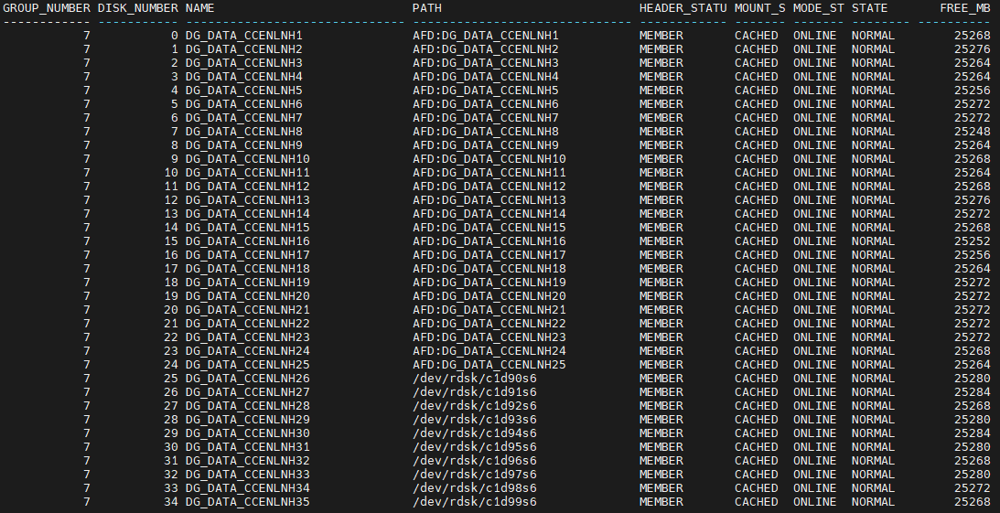 GROUP_NUMBER DISK_NUMBER NAME                           PATH                           HEADER_STATU MOUNT_S MODE_ST STATE       FREE_MB
------------ ----------- ------------------------------ ------------------------------ ------------ ------- ------- -------- ----------
           7           0 DG_DATA_CCENLNH1               AFD:DG_DATA_CCENLNH1           MEMBER       CACHED  ONLINE  NORMAL        25268
           7           1 DG_DATA_CCENLNH2               AFD:DG_DATA_CCENLNH2           MEMBER       CACHED  ONLINE  NORMAL        25276
           7           2 DG_DATA_CCENLNH3               AFD:DG_DATA_CCENLNH3           MEMBER       CACHED  ONLINE  NORMAL        25264
           7           3 DG_DATA_CCENLNH4               AFD:DG_DATA_CCENLNH4           MEMBER       CACHED  ONLINE  NORMAL        25264
           7           4 DG_DATA_CCENLNH5               AFD:DG_DATA_CCENLNH5           MEMBER       CACHED  ONLINE  NORMAL        25256
           7           5 DG_DATA_CCENLNH6               AFD:DG_DATA_CCENLNH6           MEMBER       CACHED  ONLINE  NORMAL        25272
           7           6 DG_DATA_CCENLNH7               AFD:DG_DATA_CCENLNH7           MEMBER       CACHED  ONLINE  NORMAL        25272
           7           7 DG_DATA_CCENLNH8               AFD:DG_DATA_CCENLNH8           MEMBER       CACHED  ONLINE  NORMAL        25248
           7           8 DG_DATA_CCENLNH9               AFD:DG_DATA_CCENLNH9           MEMBER       CACHED  ONLINE  NORMAL        25264
           7           9 DG_DATA_CCENLNH10              AFD:DG_DATA_CCENLNH10          MEMBER       CACHED  ONLINE  NORMAL        25268
           7          10 DG_DATA_CCENLNH11              AFD:DG_DATA_CCENLNH11          MEMBER       CACHED  ONLINE  NORMAL        25264
           7          11 DG_DATA_CCENLNH12              AFD:DG_DATA_CCENLNH12          MEMBER       CACHED  ONLINE  NORMAL        25268
           7          12 DG_DATA_CCENLNH13              AFD:DG_DATA_CCENLNH13          MEMBER       CACHED  ONLINE  NORMAL        25276
           7          13 DG_DATA_CCENLNH14              AFD:DG_DATA_CCENLNH14          MEMBER       CACHED  ONLINE  NORMAL        25272
           7          14 DG_DATA_CCENLNH15              AFD:DG_DATA_CCENLNH15          MEMBER       CACHED  ONLINE  NORMAL        25268
           7          15 DG_DATA_CCENLNH16              AFD:DG_DATA_CCENLNH16          MEMBER       CACHED  ONLINE  NORMAL        25252
           7          16 DG_DATA_CCENLNH17              AFD:DG_DATA_CCENLNH17          MEMBER       CACHED  ONLINE  NORMAL        25256
           7          17 DG_DATA_CCENLNH18              AFD:DG_DATA_CCENLNH18          MEMBER       CACHED  ONLINE  NORMAL        25264
           7          18 DG_DATA_CCENLNH19              AFD:DG_DATA_CCENLNH19          MEMBER       CACHED  ONLINE  NORMAL        25272
           7          19 DG_DATA_CCENLNH20              AFD:DG_DATA_CCENLNH20          MEMBER       CACHED  ONLINE  NORMAL        25272
           7          20 DG_DATA_CCENLNH21              AFD:DG_DATA_CCENLNH21          MEMBER       CACHED  ONLINE  NORMAL        25272
           7          21 DG_DATA_CCENLNH22              AFD:DG_DATA_CCENLNH22          MEMBER       CACHED  ONLINE  NORMAL        25272
           7          22 DG_DATA_CCENLNH23              AFD:DG_DATA_CCENLNH23          MEMBER       CACHED  ONLINE  NORMAL        25272
           7          23 DG_DATA_CCENLNH24              AFD:DG_DATA_CCENLNH24          MEMBER       CACHED  ONLINE  NORMAL        25268
           7          24 DG_DATA_CCENLNH25              AFD:DG_DATA_CCENLNH25          MEMBER       CACHED  ONLINE  NORMAL        25264
           7          25 DG_DATA_CCENLNH26              /dev/rdsk/c1d90s6              MEMBER       CACHED  ONLINE  NORMAL        25280
           7          26 DG_DATA_CCENLNH27              /dev/rdsk/c1d91s6              MEMBER       CACHED  ONLINE  NORMAL        25284
           7          27 DG_DATA_CCENLNH28              /dev/rdsk/c1d92s6              MEMBER       CACHED  ONLINE  NORMAL        25268
           7          28 DG_DATA_CCENLNH29              /dev/rdsk/c1d93s6              MEMBER       CACHED  ONLINE  NORMAL        25280
           7          29 DG_DATA_CCENLNH30              /dev/rdsk/c1d94s6              MEMBER       CACHED  ONLINE  NORMAL        25284
           7          30 DG_DATA_CCENLNH31              /dev/rdsk/c1d95s6              MEMBER       CACHED  ONLINE  NORMAL        25280
           7          31 DG_DATA_CCENLNH32              /dev/rdsk/c1d96s6              MEMBER       CACHED  ONLINE  NORMAL        25268
           7          32 DG_DATA_CCENLNH33              /dev/rdsk/c1d97s6              MEMBER       CACHED  ONLINE  NORMAL        25280
           7          33 DG_DATA_CCENLNH34              /dev/rdsk/c1d98s6              MEMBER       CACHED  ONLINE  NORMAL        25272
           7          34 DG_DATA_CCENLNH35              /dev/rdsk/c1d99s6              MEMBER       CACHED  ONLINE  NORMAL        25268